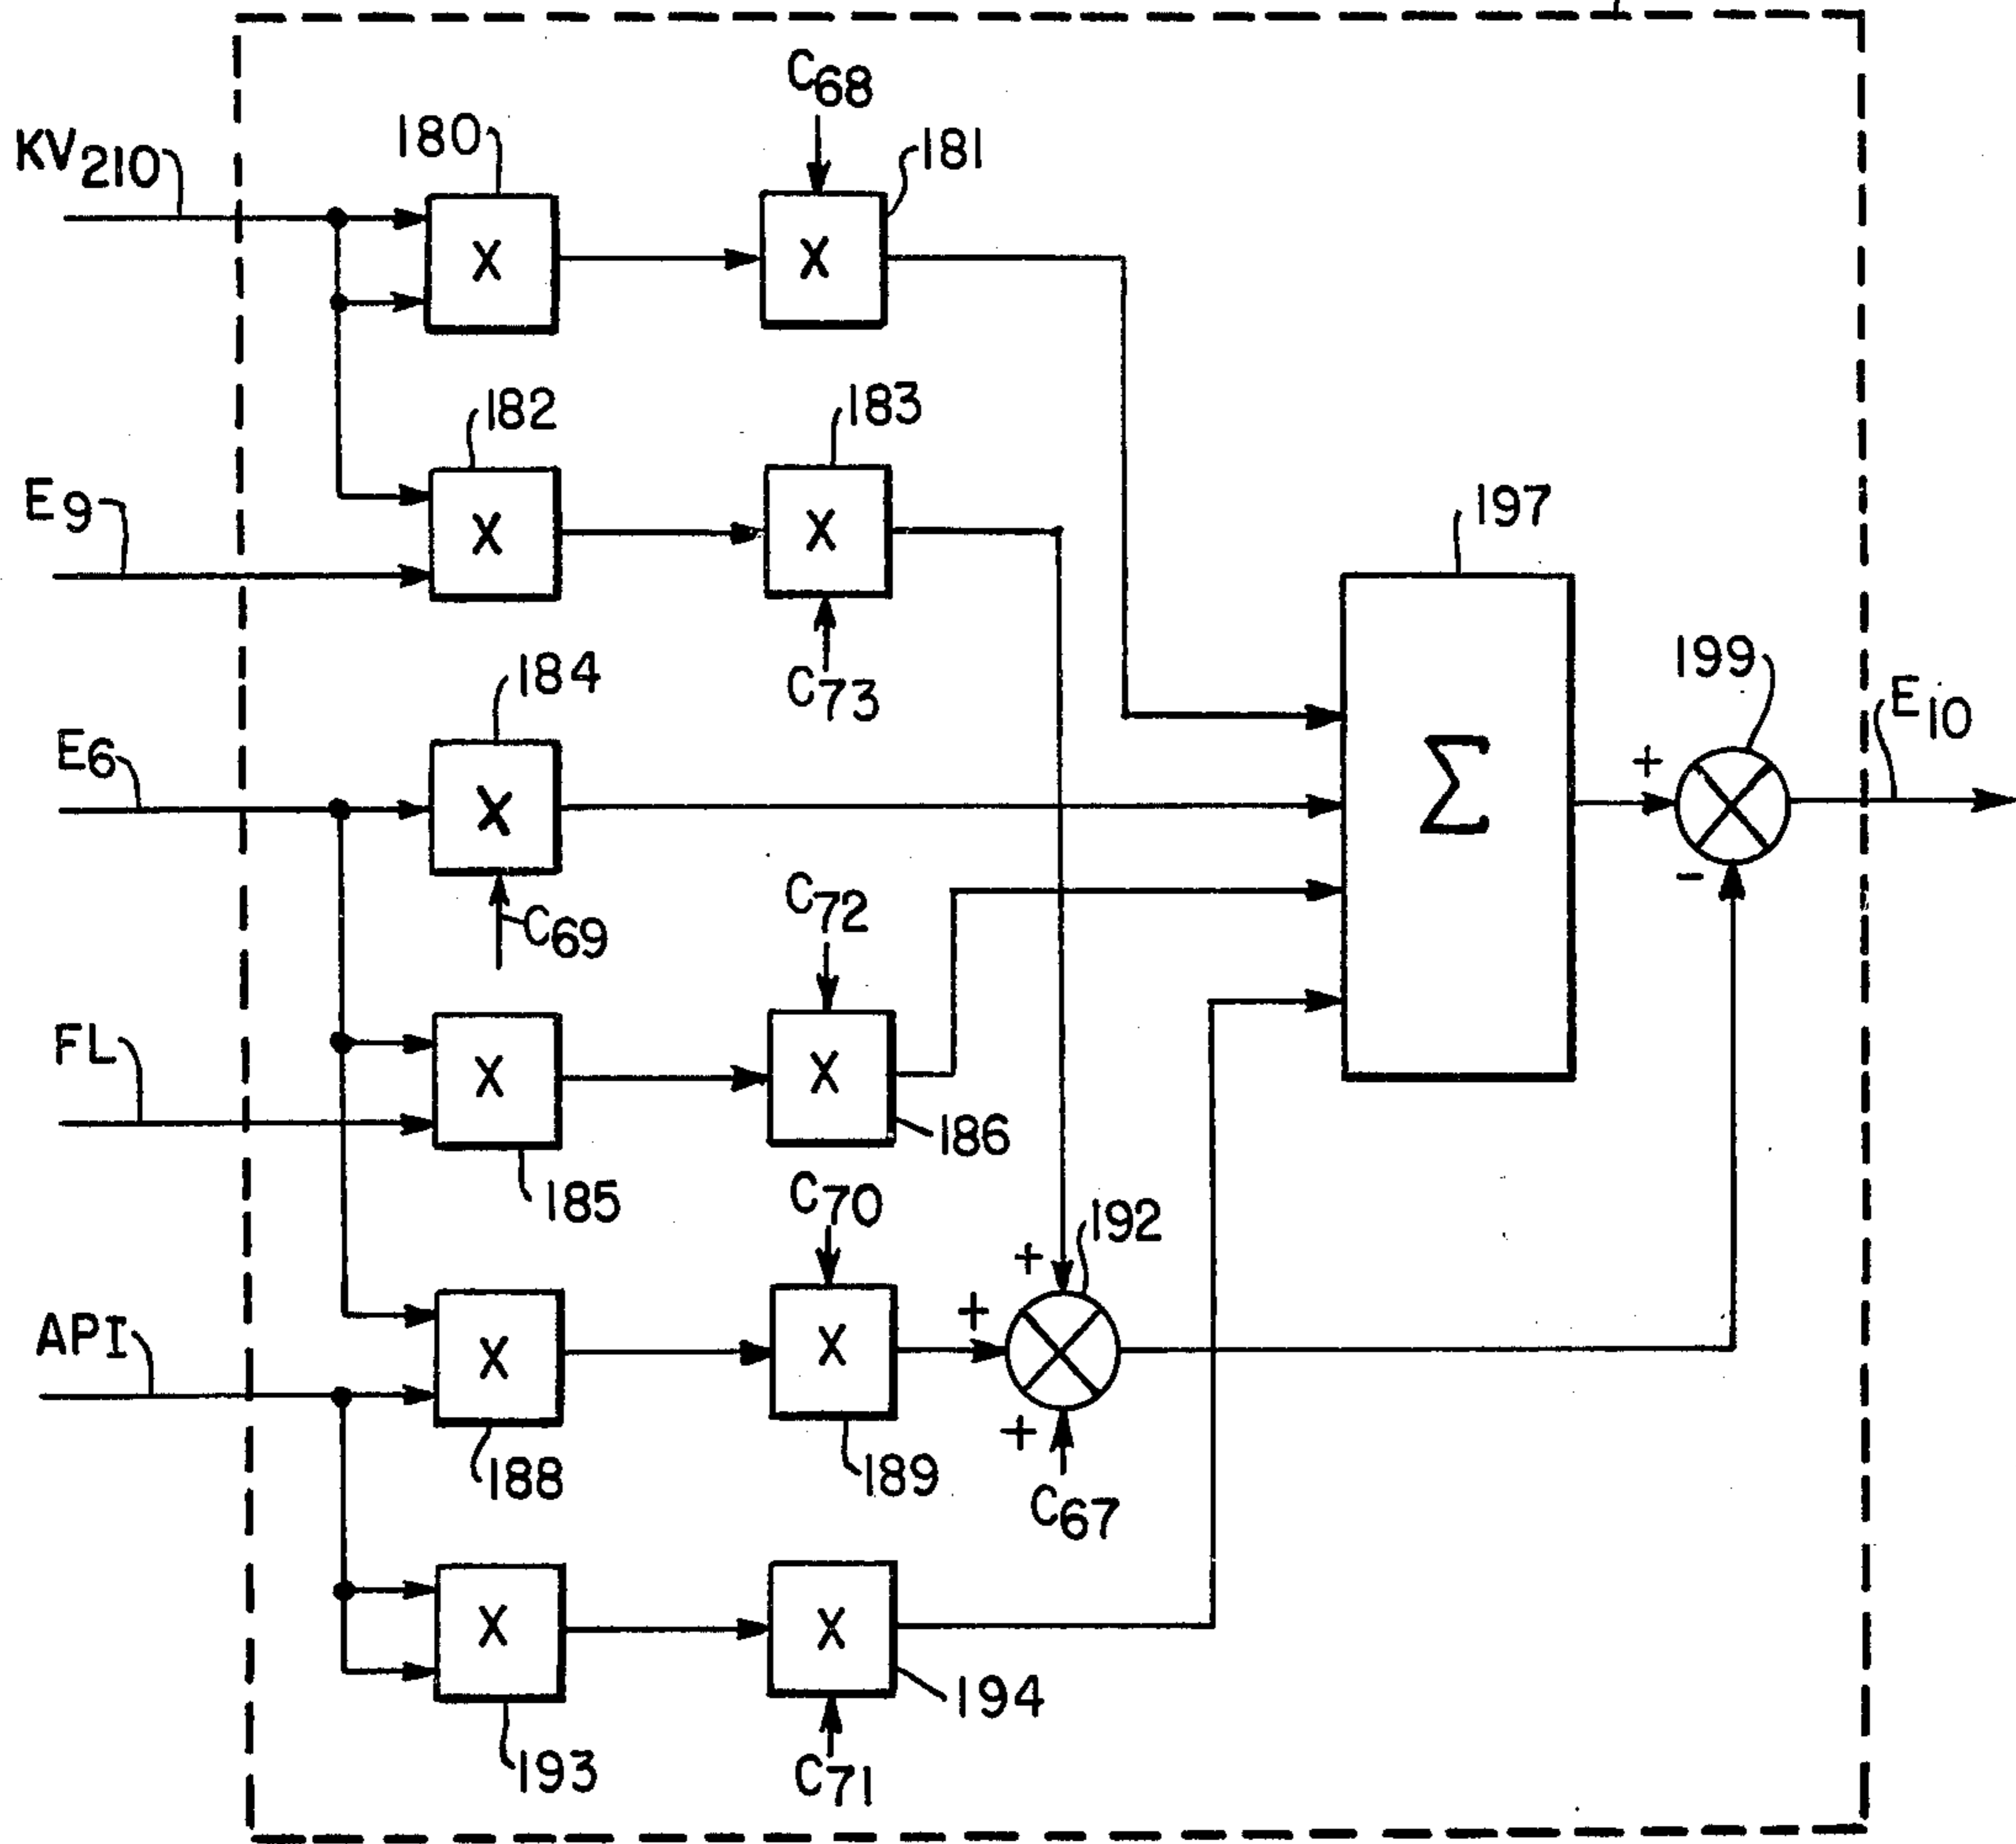 C68
180
181
KV210
182
183
E9
197
C73
184
199
E10
E6
+
Σ
C72
-
C69
FL
186
185
C70
192
+
+
API
+
189
188
C67
194
193
C71
X
X
X
X
X
X
X
X
X
X
X